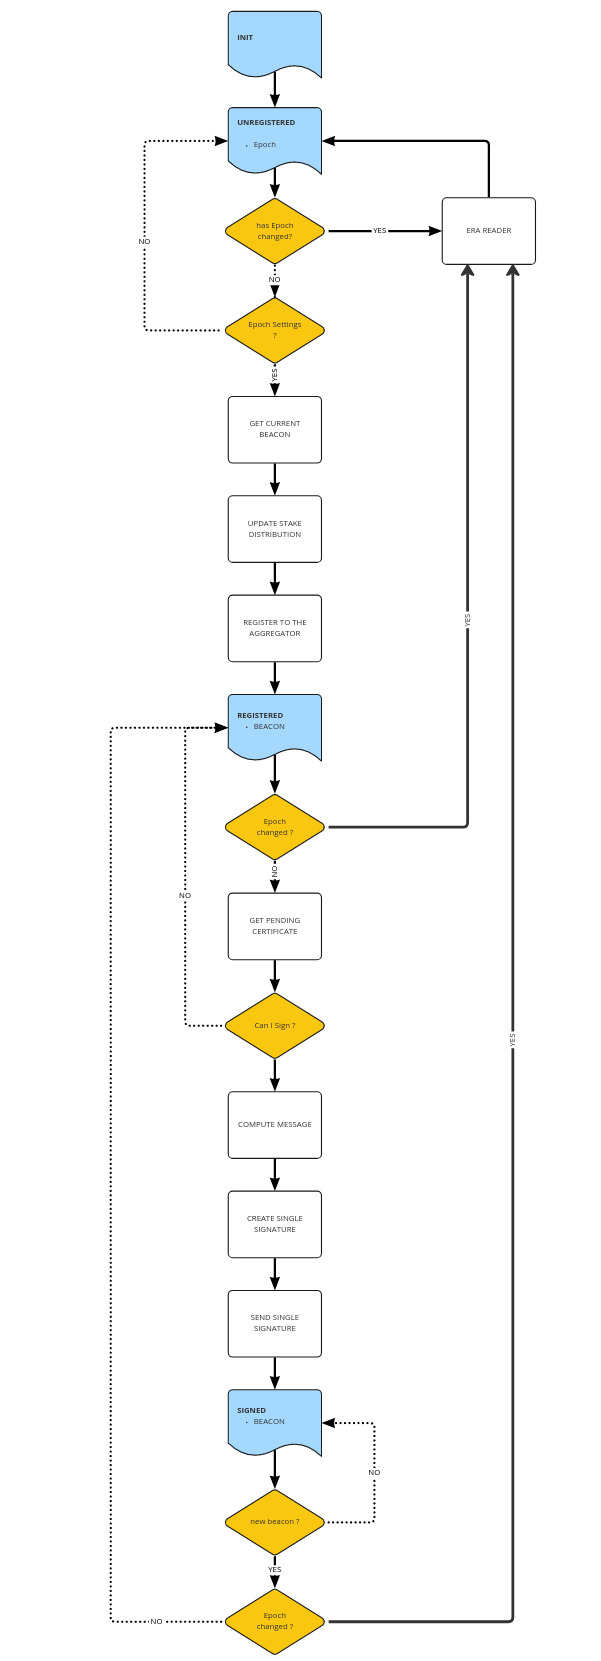 INIT
UNREGISTERED
• Epoch
has Epoch
changed?
YES
ERA READER
NO
NO
Epoch Settings
?
YES
GET CURRENT
BEACON
UPDATE STAKE
DISTRIBUTION
REGISTER TO THE
AGGREGATOR
YES
REGISTERED
• BEACON
Epoch
changed ?
NO
NO
GET PENDING
CERTIFICATE
Can I Sign ?
YES
COMPUTE MESSAGE
CREATE SINGLE
SIGNATURE
SEND SINGLE
SIGNATURE
SIGNED
• BEACON
NO
new beacon ?
YES
Epoch
changed ?
NO